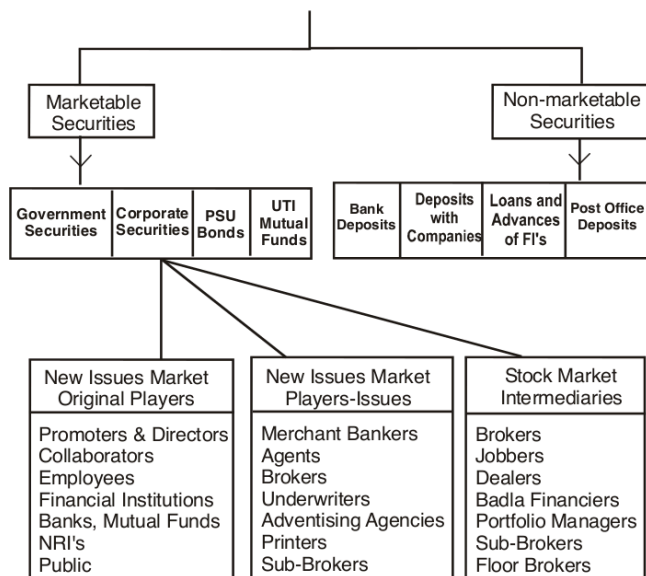 Marketable
Securities
Non-marketable
Securities
Government
Securities
Corporate
Securities
PSU
Bonds
UTI
Mutual
Funds
Bank
Deposits
Deposits
with
Companies
Loans and
Advances
of FI's
Post Office
Deposits
New Issues Market
Original Players
Promoters & Directors
Collaborators
Employees
Financial Institutions
Banks, Mutual Funds
NRI's
Public
New Issues Market
Players-Issues
Merchant Bankers
Agents
Brokers
Underwriters
Advertising Agencies
Printers
Sub-Brokers
Stock Market
Intermediaries
Brokers
Jobbers
Dealers
Badla Financiers
Portfolio Managers
Sub-Brokers
Floor Brokers